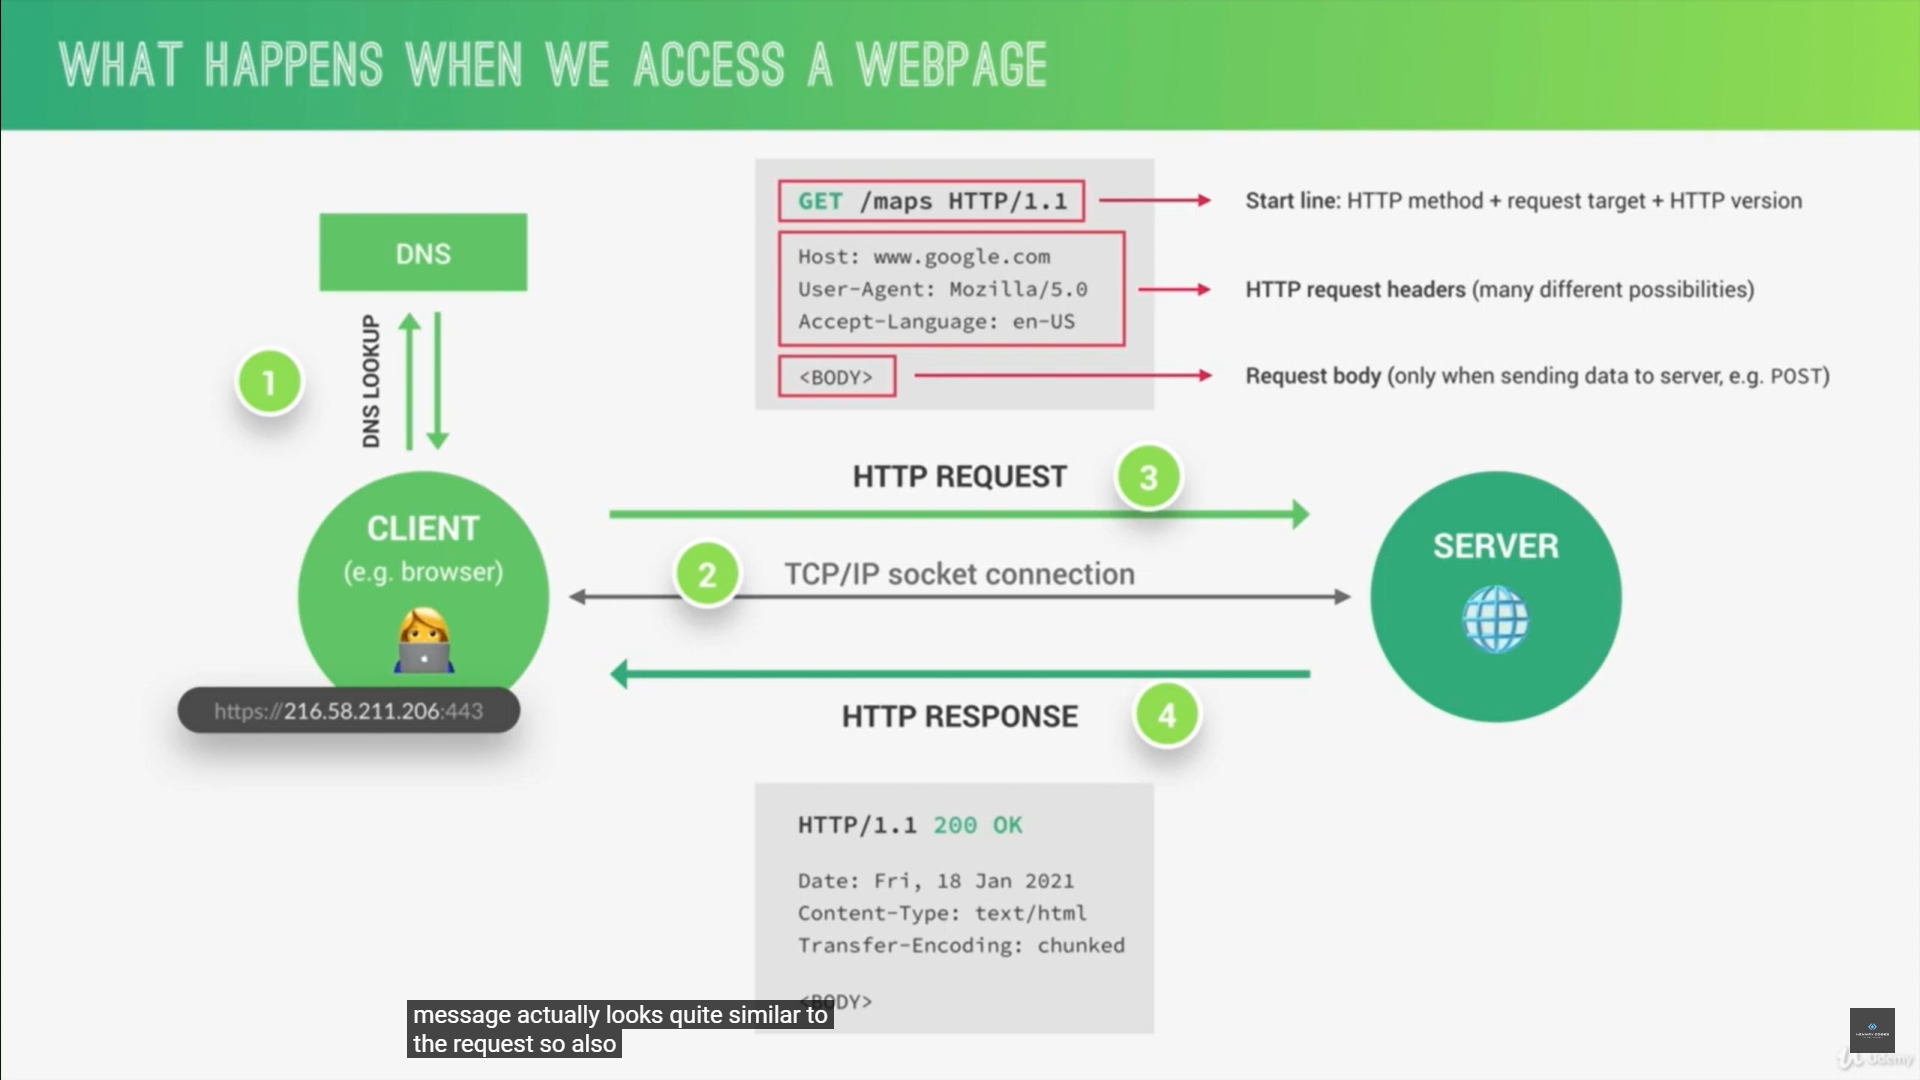 WHAT HAPPENS WHEN WE ACCESS A WEBPAGE
GET /maps HTTP/1.1
Start line: HTTP method + request target + HTTP version
Host: www.google.com
User-Agent: Mozilla/5.0
Accept-Language: en-US
HTTP request headers (many different possibilities)
<BODY>
Request body (only when sending data to server, e.g. POST)
DNS
DNS LOOKUP
1
HTTP REQUEST
3
CLIENT
(e.g. browser)
https://216.58.211.206:443
2
TCP/IP socket connection
SERVER
HTTP RESPONSE
4
HTTP/1.1 200 OK
Date: Fri, 18 Jan 2021
Content-Type: text/html
Transfer-Encoding: chunked
<BODY>
message actually looks quite similar to
the request so also
Udemy